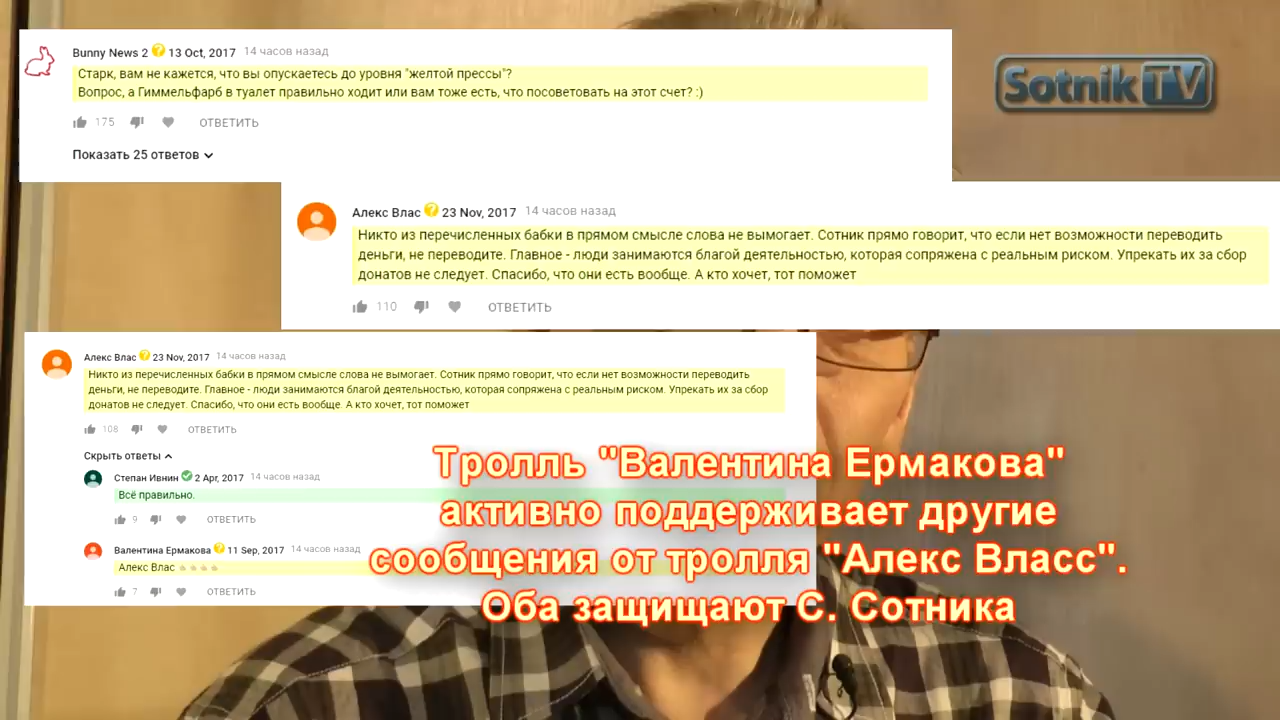 Bunny News 2 13 Oct, 2017 14 часов назад
Старк, вам не кажется, что вы опускаетесь до уровня "желтой прессы"?
Вопрос, а Гиммельфарб в туалет правильно ходит или вам тоже есть, что посоветовать на этот счет? :)
175 ОТВЕТИТЬ
Показать 25 ответов
SotnikTV
Алекс Влас 23 Nov, 2017 14 часов назад
Никто из перечисленных бабки в прямом смысле слова не вымогает. Сотник прямо говорит, что если нет возможности переводить
деньги, не переводите. Главное - люди занимаются благой деятельностью, которая сопряжена с реальным риском. Упрекать их за сбор
донатов не следует. Спасибо, что они есть вообще. А кто хочет, тот поможет
110 ОТВЕТИТЬ
Алекс Влас 23 Nov, 2017 14 часов назад
Никто из перечисленных бабки в прямом смысле слова не вымогает. Сотник прямо говорит, что если нет возможности переводить
деньги, не переводите. Главное - люди занимаются благой деятельностью, которая сопряжена с реальным риском. Упрекать их за сбор
донатов не следует. Спасибо, что они есть вообще. А кто хочет, тот поможет
108 ОТВЕТИТЬ
Скрыть ответы
Степан Ивнин 2 Apr, 2017 14 часов назад
Всё правильно.
9 ОТВЕТИТЬ
Валентина Ермакова 11 Sep, 2017 14 часов назад
Алекс Влас
7 ОТВЕТИТЬ
Тролль "Валентина Ермакова"
активно поддерживает другие
сообщения от тролля "Алекс Власс".
Оба защищают С. Сотника